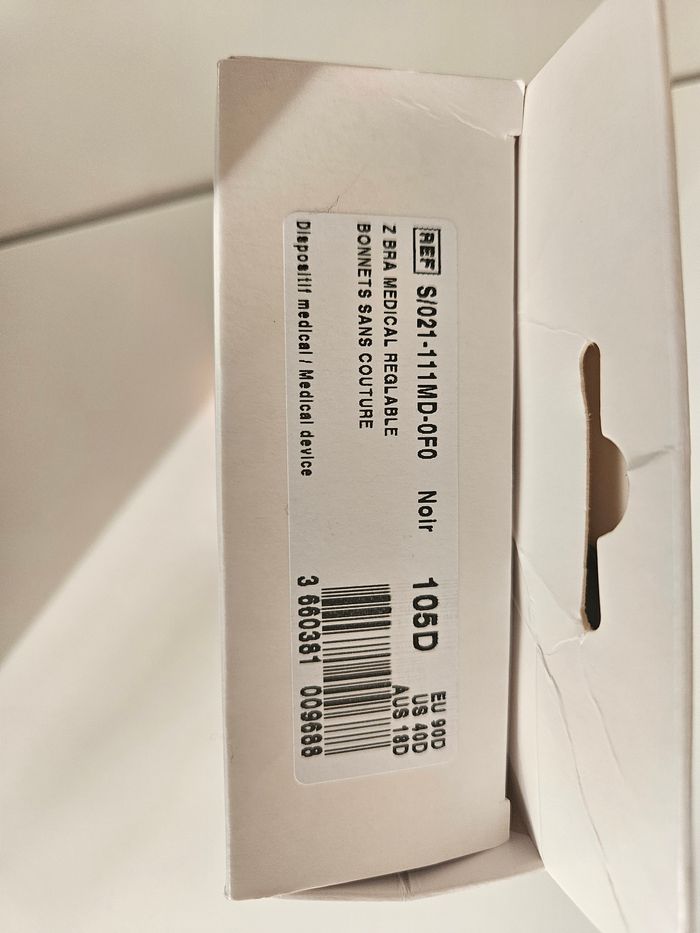 REF S/021-111MD-0F0 Noir 105D
EU 90D
US 40D
AUS 18D
Z BRA MEDICAL REGLABLE
BONNETS SANS COUTURE
Dispositif medical / Medical device
3 660381 009688